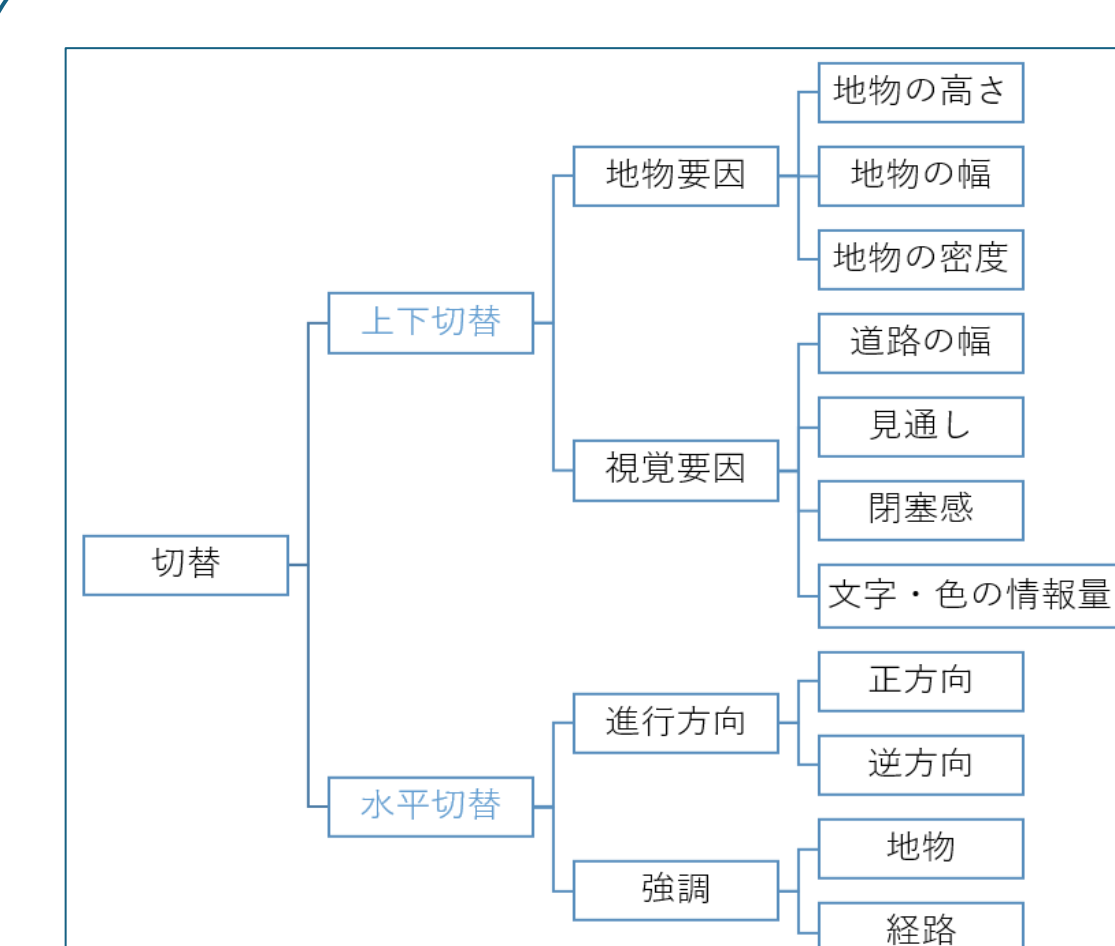 地物の高さ
地物要因
地物の幅
地物の密度
上下切替
道路の幅
見通し
視覚要因
閉塞感
切替
文字・色の情報量
正方向
進行方向
逆方向
水平切替
地物
強調
経路